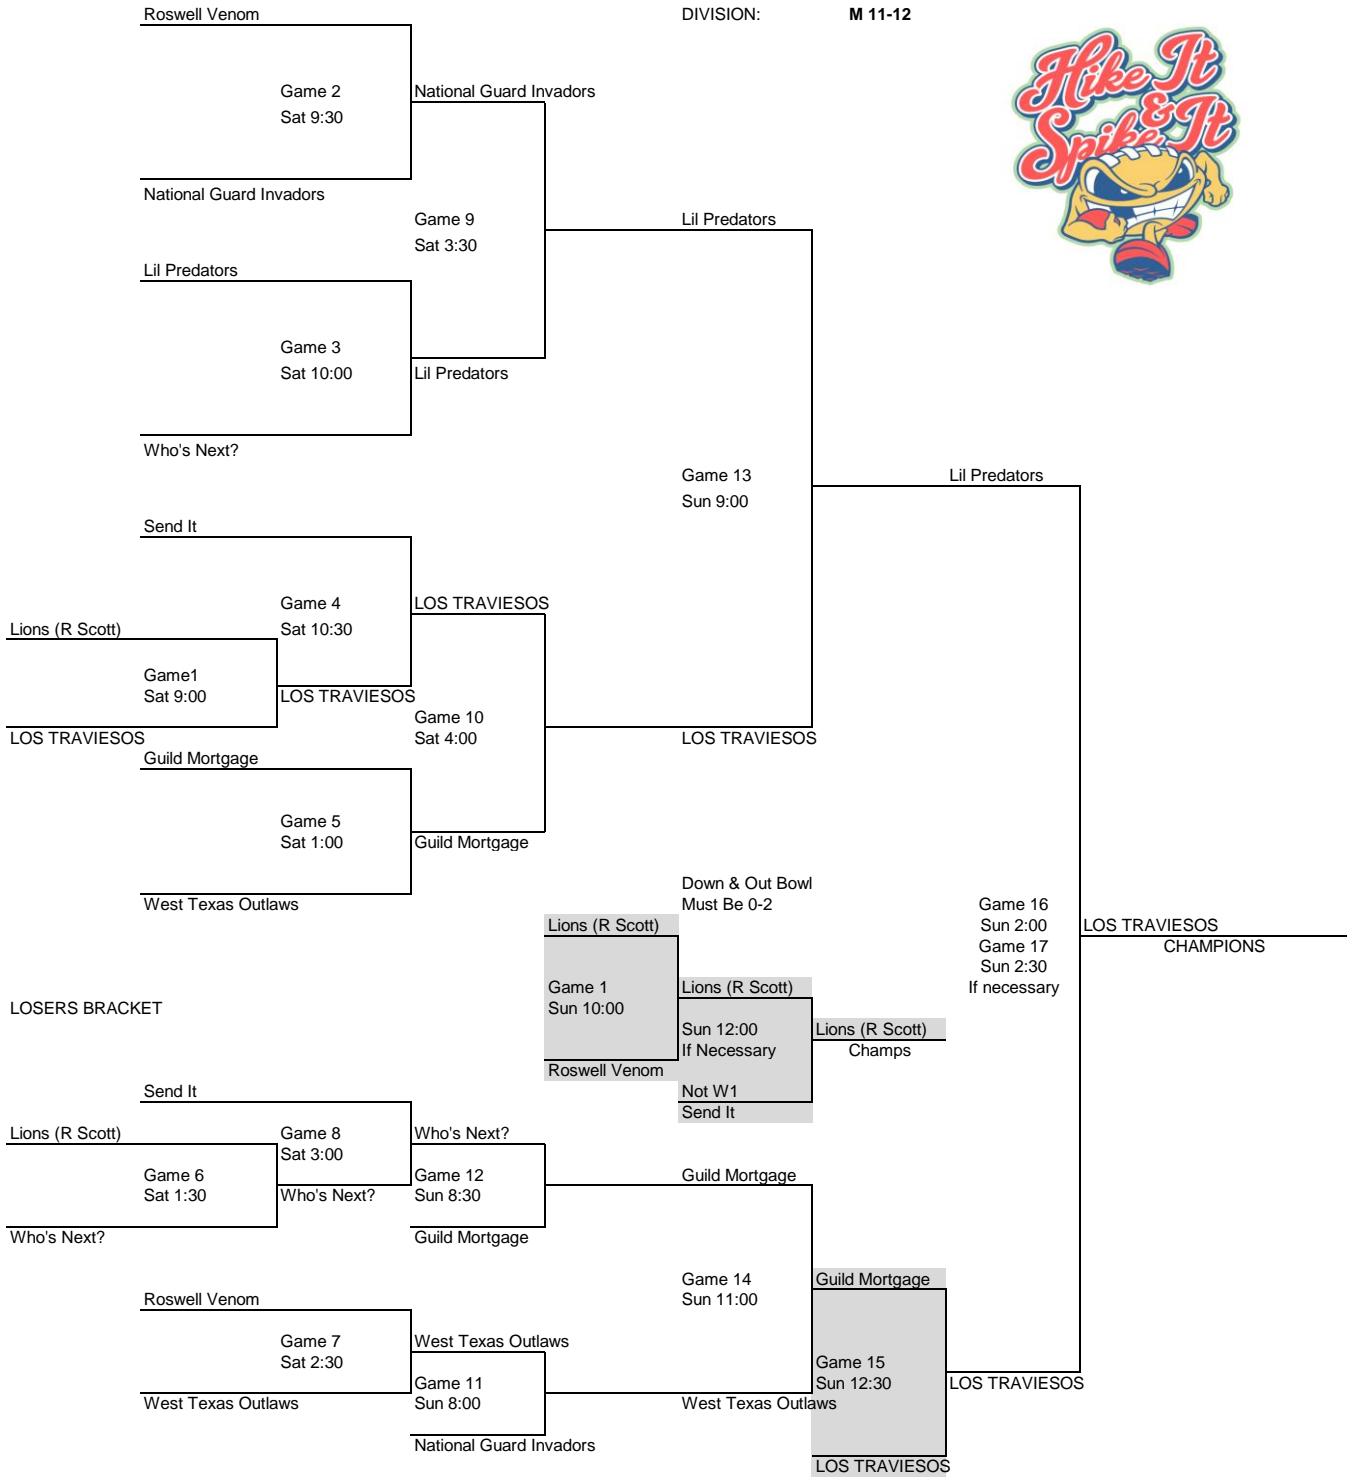 Roswell Venom
DIVISION: M 11-12
Hike It
&
Spike It
Game 2
National Guard Invadors
Sat 9:30
National Guard Invadors
Game 9
Lil Predators
Sat 3:30
Lil Predators
Game 3
Sat 10:00
Lil Predators
Who's Next?
Game 13
Lil Predators
Sun 9:00
Send It
Game 4
LOS TRAVIESOS
Lions (R Scott)
Sat 10:30
Game1
Sat 9:00
LOS TRAVIESOS
Game 10
LOS TRAVIESOS
Sat 4:00
LOS TRAVIESOS
Guild Mortgage
Game 5
Sat 1:00
Guild Mortgage
Down & Out Bowl
West Texas Outlaws
Must Be 0-2
Game 16
Lions (R Scott)
Sun 2:00
LOS TRAVIESOS
Game 17
CHAMPIONS
Sun 2:30
Game 1
Lions (R Scott)
If necessary
LOSERS BRACKET
Sun 10:00
Sun 12:00
Lions (R Scott)
If Necessary
Champs
Roswell Venom
Send It
Not W1
Send It
Lions (R Scott)
Game 8
Who's Next?
Sat 3:00
Game 6
Game 12
Guild Mortgage
Sat 1:30
Who's Next?
Sun 8:30
Who's Next?
Guild Mortgage
Game 14
Guild Mortgage
Roswell Venom
Sun 11:00
Game 7
West Texas Outlaws
Sat 2:30
Game 15
Game 11
Sun 12:30
LOS TRAVIESOS
West Texas Outlaws
Sun 8:00
West Texas Outlaws
National Guard Invadors
LOS TRAVIESOS